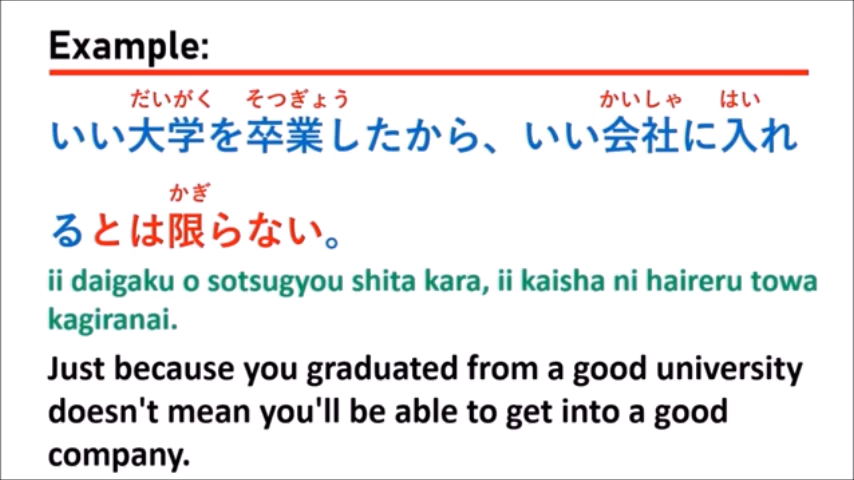 Example:
だいがく そつぎょう かいしゃ はい
いい大学を卒業したから、いい会社に入れ
かぎ
るとは限らない。
ii daigaku o sotsugyou shita kara, ii kaisha ni haireru towa
kagiranai.
Just because you graduated from a good university
doesn't mean you'll be able to get into a good
company.